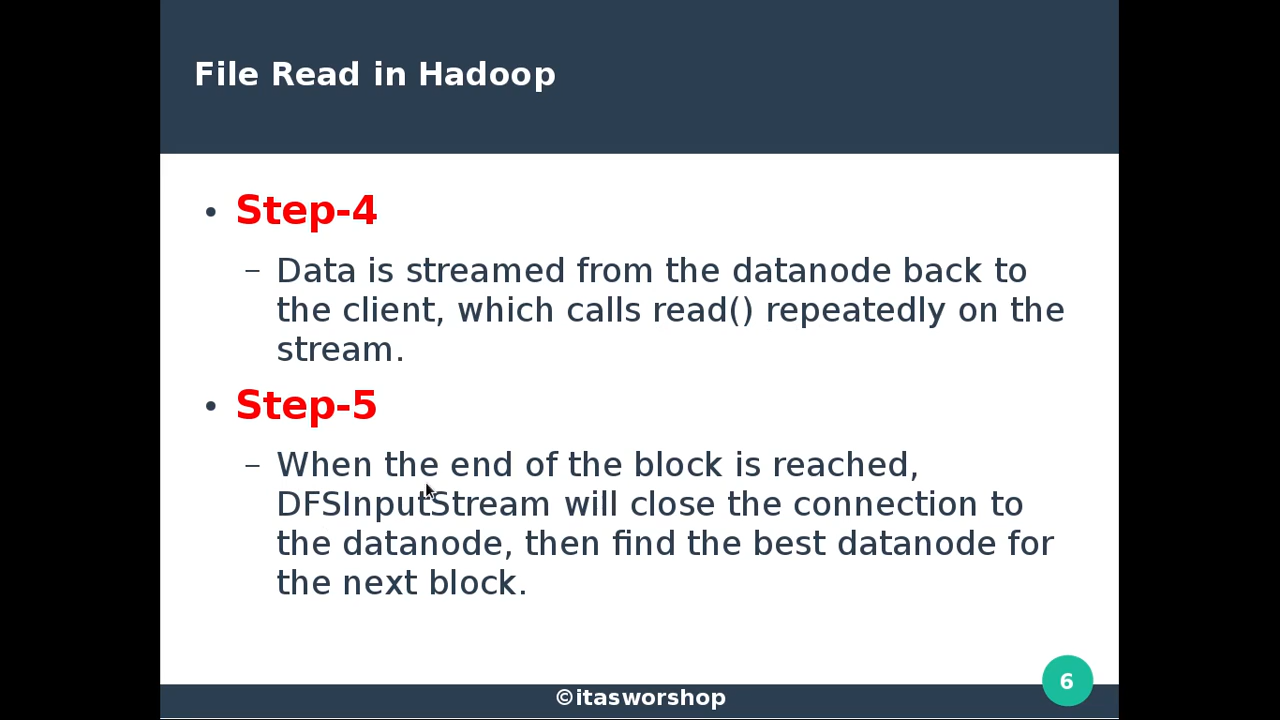 File Read in Hadoop
• Step-4
– Data is streamed from the datanode back to
the client, which calls read() repeatedly on the
stream.
• Step-5
– When the end of the block is reached,
DFSInputStream will close the connection to
the datanode, then find the best datanode for
the next block.
6
©itasworshop